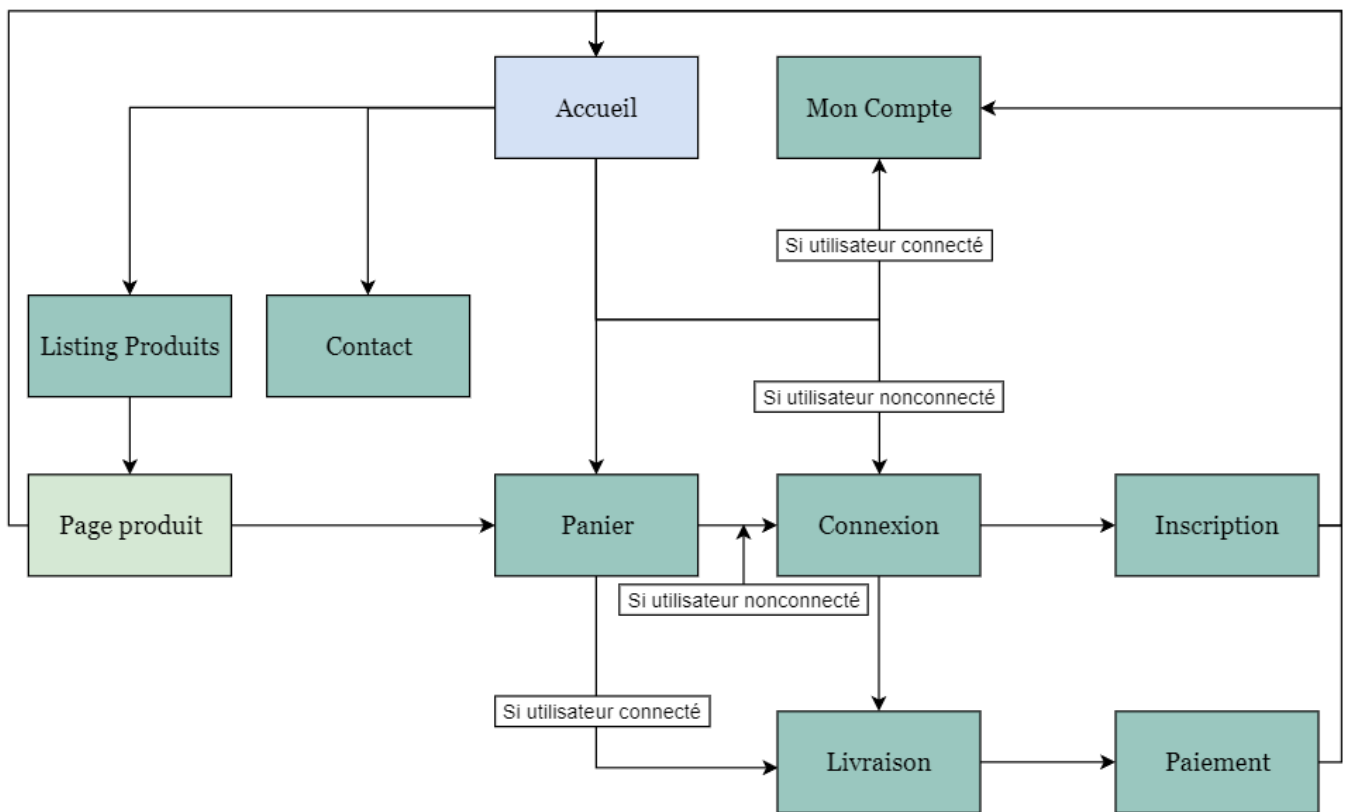 Accueil
Mon Compte
Si utilisateur connecté
Listing Produits
Contact
Si utilisateur nonconnecté
Page produit
Panier
Connexion
Inscription
Si utilisateur nonconnecté
Si utilisateur connecté
Livraison
Paiement